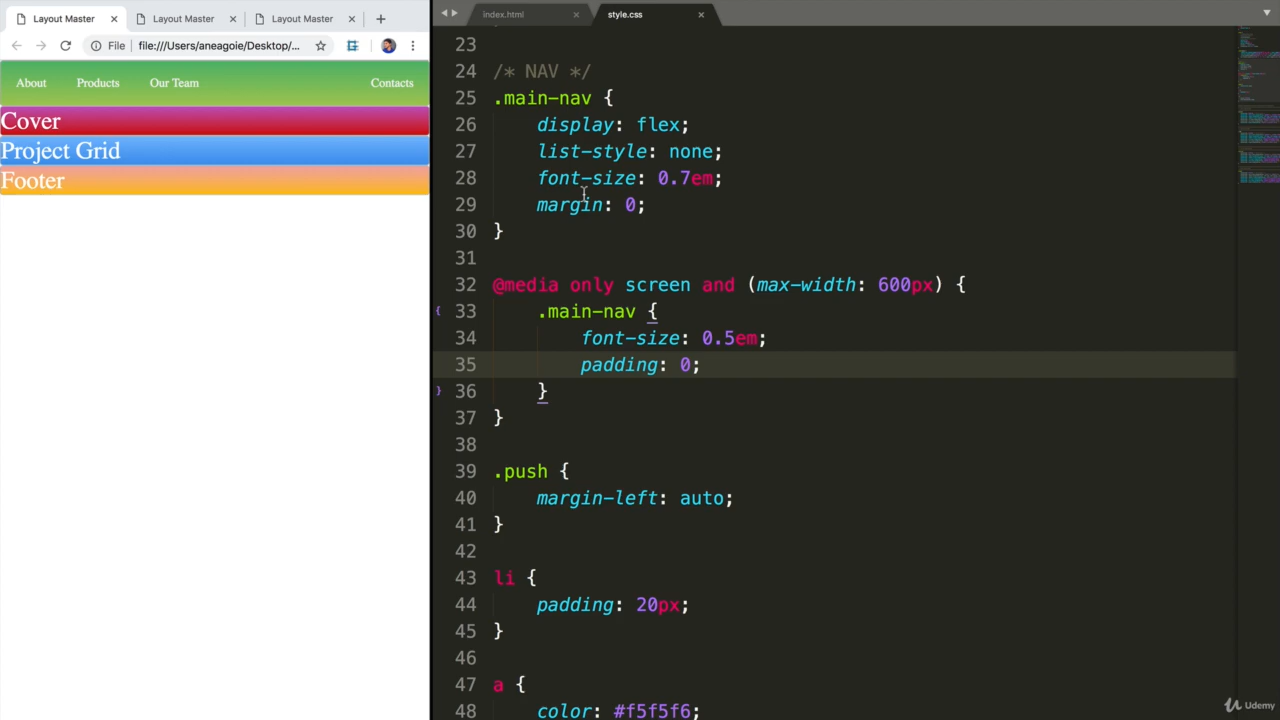 Layout Master
Layout Master
Layout Master
index.html
style.css
File
file:///Users/aneagoie/Desktop/...
About
Products
Our Team
Contacts
Cover
Project Grid
Footer
23
24 /* NAV */
25 .main-nav {
26 display: flex;
27 list-style: none;
28 font-size: 0.7em;
29 margin: 0;
30 }
31
32 @media only screen and (max-width: 600px) {
33 .main-nav {
34 font-size: 0.5em;
35 padding: 0;
36 }
37 }
38
39 .push {
40 margin-left: auto;
41 }
42
43 li {
44 padding: 20px;
45 }
46
47 a {
48 color: #f5f5f6;
Udemy